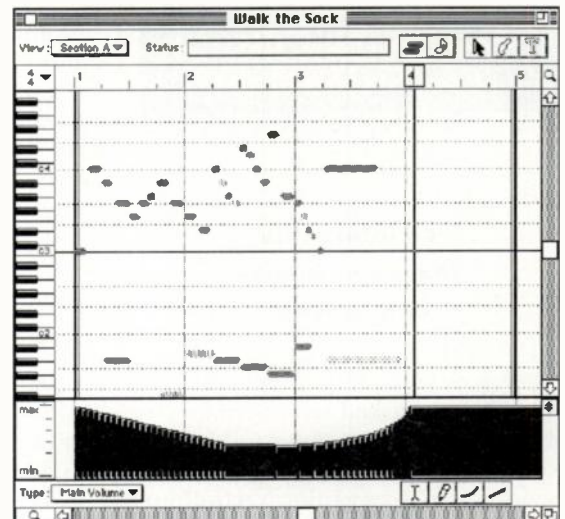 Walk the Sock
View: Section A Status:
T
4
4
1 2 3 4 5
C4
C3
C2
max
min
Type: Main Volume